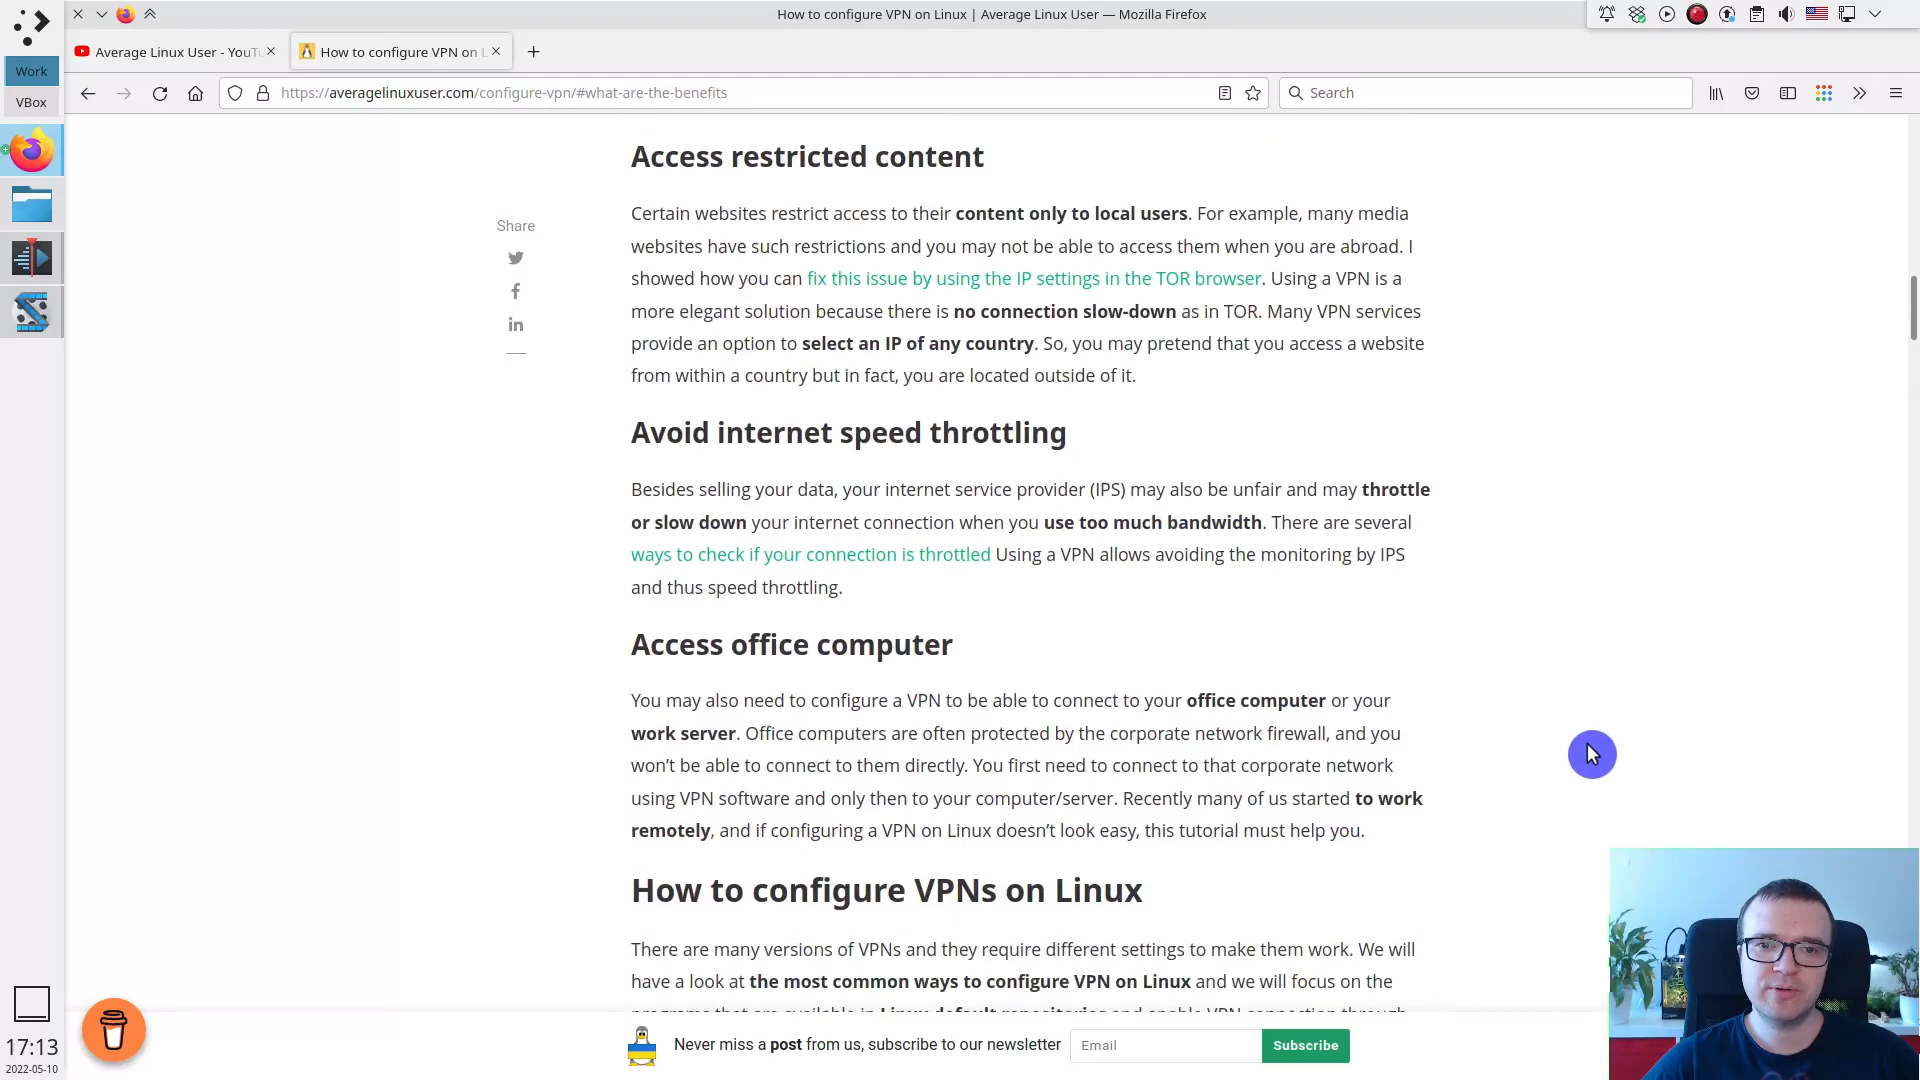 How to configure VPN on Linux | Average Linux User — Mozilla Firefox
Work
VBox
Average Linux User - YouT
How to configure VPN on L
https://averagelinuxuser.com/configure-vpn/#what-are-the-benefits
Search
Access restricted content
Share
Certain websites restrict access to their content only to local users. For example, many media
websites have such restrictions and you may not be able to access them when you are abroad. I
showed how you can fix this issue by using the IP settings in the TOR browser. Using a VPN is a
more elegant solution because there is no connection slow-down as in TOR. Many VPN services
provide an option to select an IP of any country. So, you may pretend that you access a website
from within a country but in fact, you are located outside of it.
Avoid internet speed throttling
Besides selling your data, your internet service provider (IPS) may also be unfair and may throttle
or slow down your internet connection when you use too much bandwidth. There are several
ways to check if your connection is throttled Using a VPN allows avoiding the monitoring by IPS
and thus speed throttling.
Access office computer
You may also need to configure a VPN to be able to connect to your office computer or your
work server. Office computers are often protected by the corporate network firewall, and you
won't be able to connect to them directly. You first need to connect to that corporate network
using VPN software and only then to your computer/server. Recently many of us started to work
remotely, and if configuring a VPN on Linux doesn't look easy, this tutorial must help you.
How to configure VPNs on Linux
There are many versions of VPNs and they require different settings to make them work. We will
have a look at the most common ways to configure VPN on Linux and we will focus on the
programs that are available in Linux default repositories and enable VPN connection through
Never miss a post from us, subscribe to our newsletter
Email
Subscribe
17:13
2022-05-10